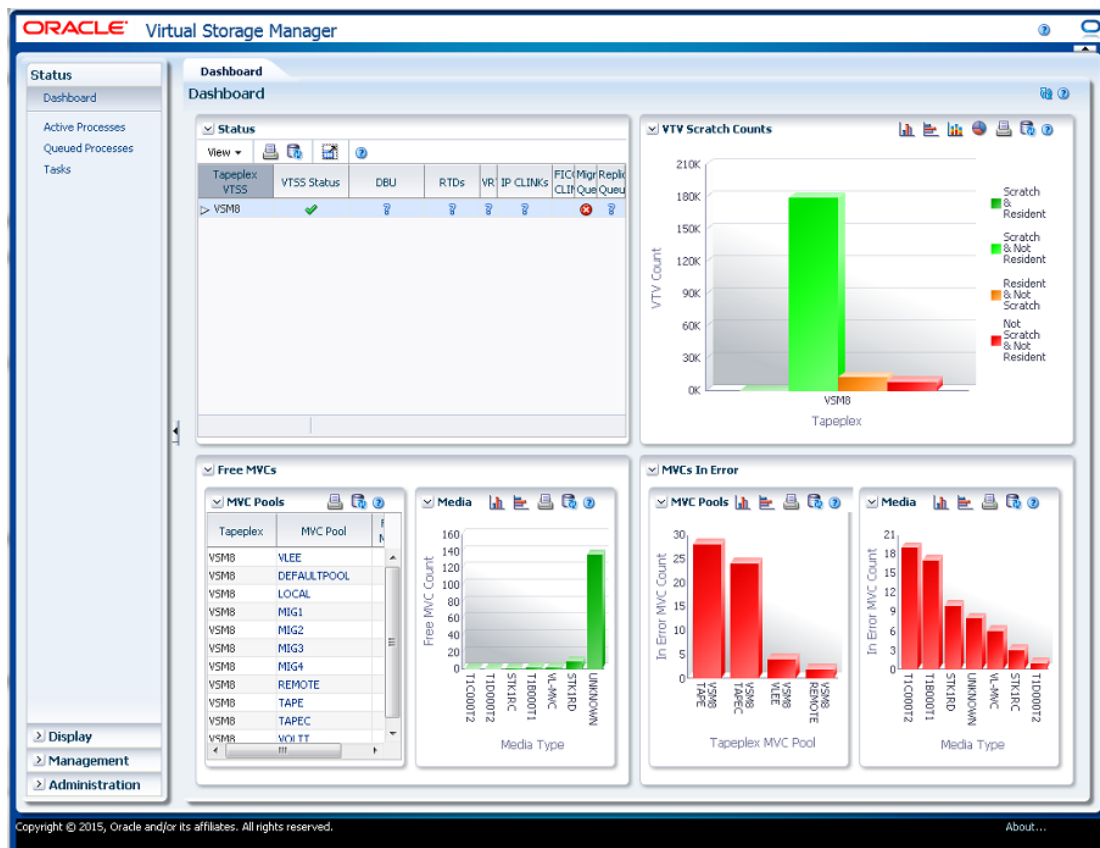 ORACLE® Virtual Storage Manager
Status
Dashboard
Active Processes
Queued Processes
Tasks
Display
Management
Administration
Dashboard
Dashboard
Status
View
Tapeplex
VTSS
VTSS Status
DBU
RTDs
IP CLINKs
VSM8
VTV Scratch Counts
210K
180K
150K
120K
90K
60K
30K
0K
VTV Count
VSM8
Tapeplex
Scratch
&
Resident
Scratch
& Not
Resident
Resident
& Not
Scratch
Not
Scratch
& Not
Resident
Free MVCs
MVC Pools
Tapeplex MVC Pool
VSM8 VLEE
VSM8 DEFAULTPOOL
VSM8 LOCAL
VSM8 MIG1
VSM8 MIG2
VSM8 MIG3
VSM8 MIG4
VSM8 REMOTE
VSM8 TAPE
VSM8 TAPEC
VSM8 VOLTT
Media
160
140
120
100
80
60
40
20
0
Free MVC Count
T1C000T2
T1D000T2
STK1RC
T1B000T1
VL-MVC
STK1RD
UNKNOWN
Media Type
MVCs In Error
MVC Pools
30
25
20
15
10
5
0
In Error MVC Count
VSM8
TAPE
VSM8
TAPEC
VSM8
VLEE
VSM8
REMOTE
Tapeplex MVC Pool
Media
21
18
15
12
9
6
3
0
In Error MVC Count
T1C000T2
T1B000T1
STK1RD
UNKNOWN
VL-MVC
STK1RC
T1D000T2
Media Type
Copyright © 2015, Oracle and/or its affiliates. All rights reserved.
About...